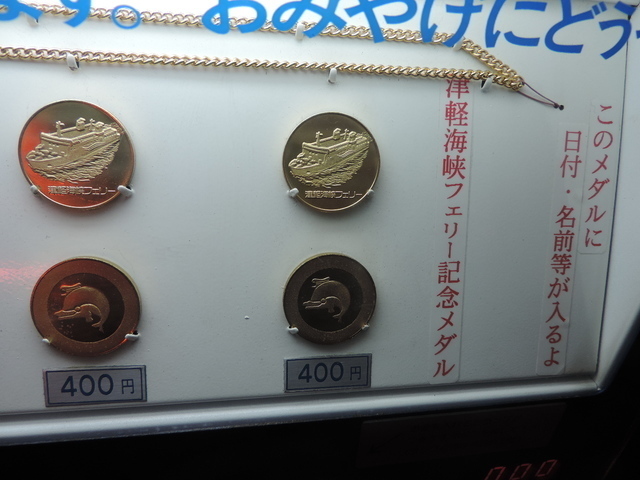 ます。おみやげにどう
津軽海峡フェリー
津軽海峡フェリー
400円
400円
このメダルに
日付・名前等が入るよ
津軽海峡フェリー記念メダル
000